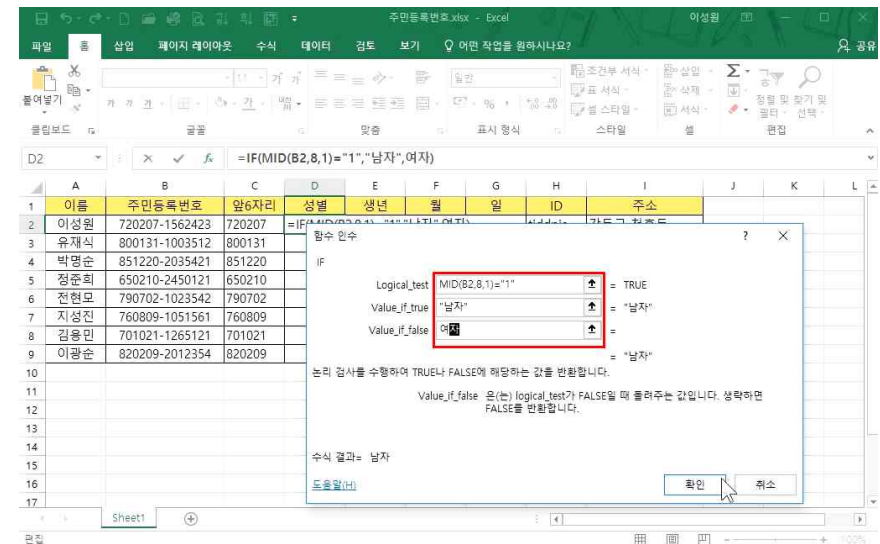 주민등록번호.xlsx - Excel 이성원
파일 홈 삽입 페이지 레이아웃 수식 데이터 검토 보기 어떤 작업을 원하시나요? 공유
붙여넣기 가 가 가 가 가 일반 % 조건부 서식 표 서식 셀 스타일 삽입 삭제 서식 정렬 및 필터 찾기 및 선택
클립보드 글꼴 맞춤 표시 형식 스타일 셀 편집
D2 fx =IF(MID(B2,8,1)="1","남자",여자)
A B C D E F G H I J K L
1 이름 주민등록번호 앞6자리 성별 생년 월 일 ID 주소
2 이성원 720207-1562423 720207
3 유재식 800131-1003512 800131
4 박명순 851220-2035421 851220
5 정준희 650210-2450121 650210
6 전현모 790702-1023542 790702
7 지성진 760809-1051561 760809
8 김용민 701021-1265121 701021
9 이광순 820209-2012354 820209
10
11
12
13
14
15
16
17
함수 인수 ? ×
IF
Logical_test MID(B2,8,1)="1" = TRUE
Value_if_true "남자" = "남자"
Value_if_false 여자 =
= "남자"
논리 검사를 수행하여 TRUE나 FALSE에 해당하는 값을 반환합니다.
Value_if_false 은(는) logical_test가 FALSE일 때 돌려주는 값입니다. 생략하면
FALSE를 반환합니다.
수식 결과= 남자
도움말(H) 확인 취소
Sheet1
편집 100%